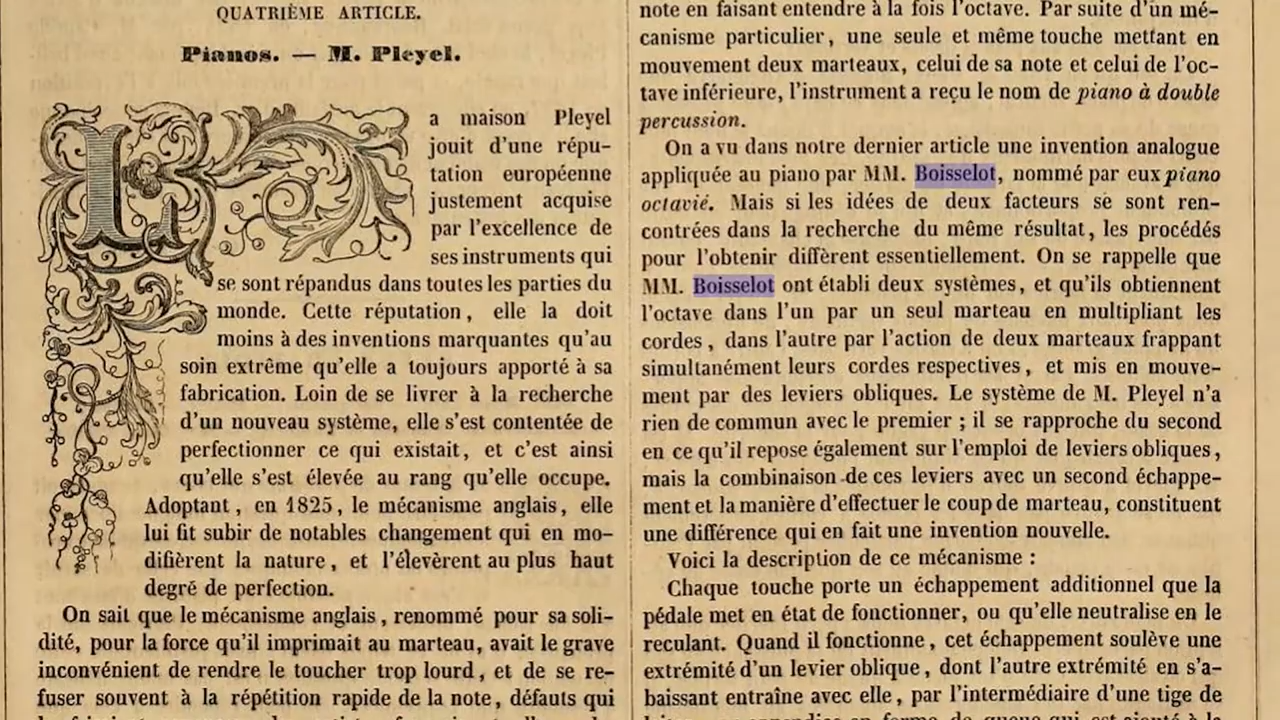 QUATRIÈME ARTICLE.
Pianos. — M. Pleyel.
La maison Pleyel
jouit d'une répu-
tation européenne
justement acquise
par l'excellence de
ses instruments qui
se sont répandus dans toutes les parties du
monde. Cette réputation, elle la doit
moins à des inventions marquantes qu'au
soin extrême qu'elle a toujours apporté à sa
fabrication. Loin de se livrer à la recherche
d'un nouveau système, elle s'est contentée de
perfectionner ce qui existait, et c'est ainsi
qu'elle s'est élevée au rang qu'elle occupe.
Adoptant, en 1825, le mécanisme anglais, elle
lui fit subir de notables changement qui en mo-
difièrent la nature, et l'élevèrent au plus haut
degré de perfection.
On sait que le mécanisme anglais, renommé pour sa soli-
dité, pour la force qu'il imprimait au marteau, avait le grave
inconvénient de rendre le toucher trop lourd, et de se re-
fuser souvent à la répétition rapide de la note, défauts qui
note en faisant entendre à la fois l'octave. Par suite d'un mé-
canisme particulier, une seule et même touche mettant en
mouvement deux marteaux, celui de sa note et celui de l'oc-
tave inférieure, l'instrument a reçu le nom de piano à double
percussion.
On a vu dans notre dernier article une invention analogue
appliquée au piano par MM. Boisselot, nommé par eux piano
octavié. Mais si les idées de deux facteurs se sont ren-
contrées dans la recherche du même résultat, les procédés
pour l'obtenir diffèrent essentiellement. On se rappelle que
MM. Boisselot ont établi deux systèmes, et qu'ils obtiennent
l'octave dans l'un par un seul marteau en multipliant les
cordes, dans l'autre par l'action de deux marteaux frappant
simultanément leurs cordes respectives, et mis en mouve-
ment par des leviers obliques. Le système de M. Pleyel n'a
rien de commun avec le premier ; il se rapproche du second
en ce qu'il repose également sur l'emploi de leviers obliques,
mais la combinaison de ces leviers avec un second échappe-
ment et la manière d'effectuer le coup de marteau, constituent
une différence qui en fait une invention nouvelle.
Voici la description de ce mécanisme :
Chaque touche porte un échappement additionnel que la
pédale met en état de fonctionner, ou qu'elle neutralise en le
reculant. Quand il fonctionne, cet échappement soulève une
extrémité d'un levier oblique, dont l'autre extrémité en s'a-
baissant entraîne avec elle, par l'intermédiaire d'une tige de